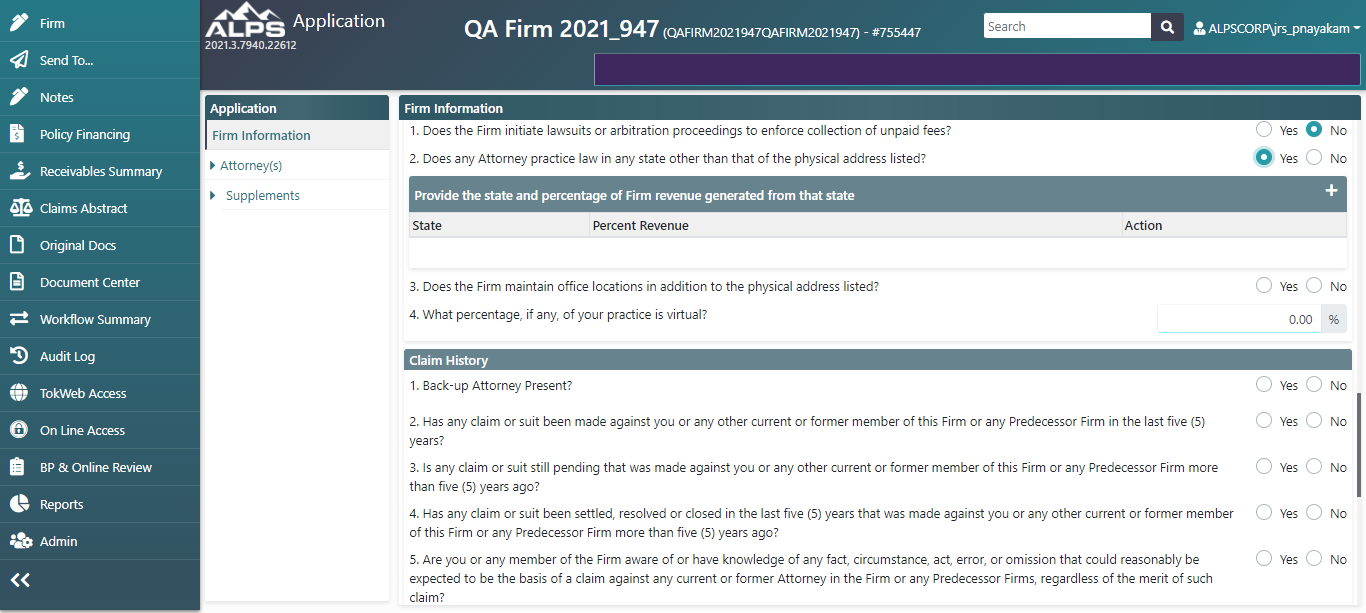 Firm
Send To...
Notes
Policy Financing
Receivables Summary
Claims Abstract
Original Docs
Document Center
Workflow Summary
Audit Log
TokWeb Access
On Line Access
BP & Online Review
Reports
Admin
ALPS Application
2021.3.7940.22612
QA Firm 2021_947 (QAFIRM2021947QAFIRM2021947) - #755447
Search
ALPSCORP\jrs_pnayakam
Application
Firm Information
Attorney(s)
Supplements
Firm Information
1. Does the Firm initiate lawsuits or arbitration proceedings to enforce collection of unpaid fees? Yes No
2. Does any Attorney practice law in any state other than that of the physical address listed? Yes No
Provide the state and percentage of Firm revenue generated from that state +
State Percent Revenue Action
3. Does the Firm maintain office locations in addition to the physical address listed? Yes No
4. What percentage, if any, of your practice is virtual? 0.00 %
Claim History
1. Back-up Attorney Present? Yes No
2. Has any claim or suit been made against you or any other current or former member of this Firm or any Predecessor Firm in the last five (5) Yes No
years?
3. Is any claim or suit still pending that was made against you or any other current or former member of this Firm or any Predecessor Firm more Yes No
than five (5) years ago?
4. Has any claim or suit been settled, resolved or closed in the last five (5) years that was made against you or any other current or former member Yes No
of this Firm or any Predecessor Firm more than five (5) years ago?
5. Are you or any member of the Firm aware of or have knowledge of any fact, circumstance, act, error, or omission that could reasonably be Yes No
expected to be the basis of a claim against any current or former Attorney in the Firm or any Predecessor Firms, regardless of the merit of such
claim?